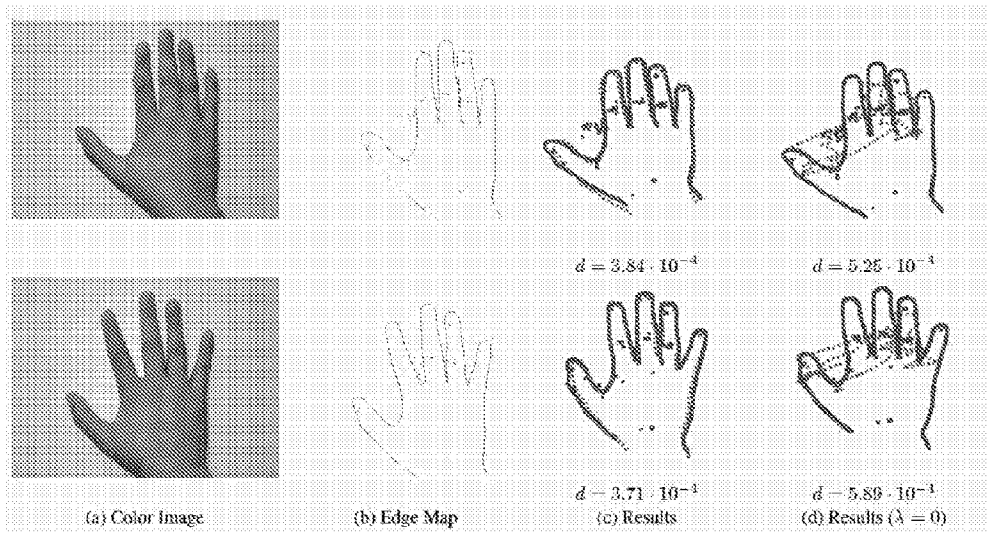 d = 3.84 · 10⁻⁴ d = 5.25 · 10⁻⁴
d = 3.71 · 10⁻⁴ d = 5.89 · 10⁻⁴
(a) Color Image (b) Edge Map (c) Results (d) Results (λ = 0)